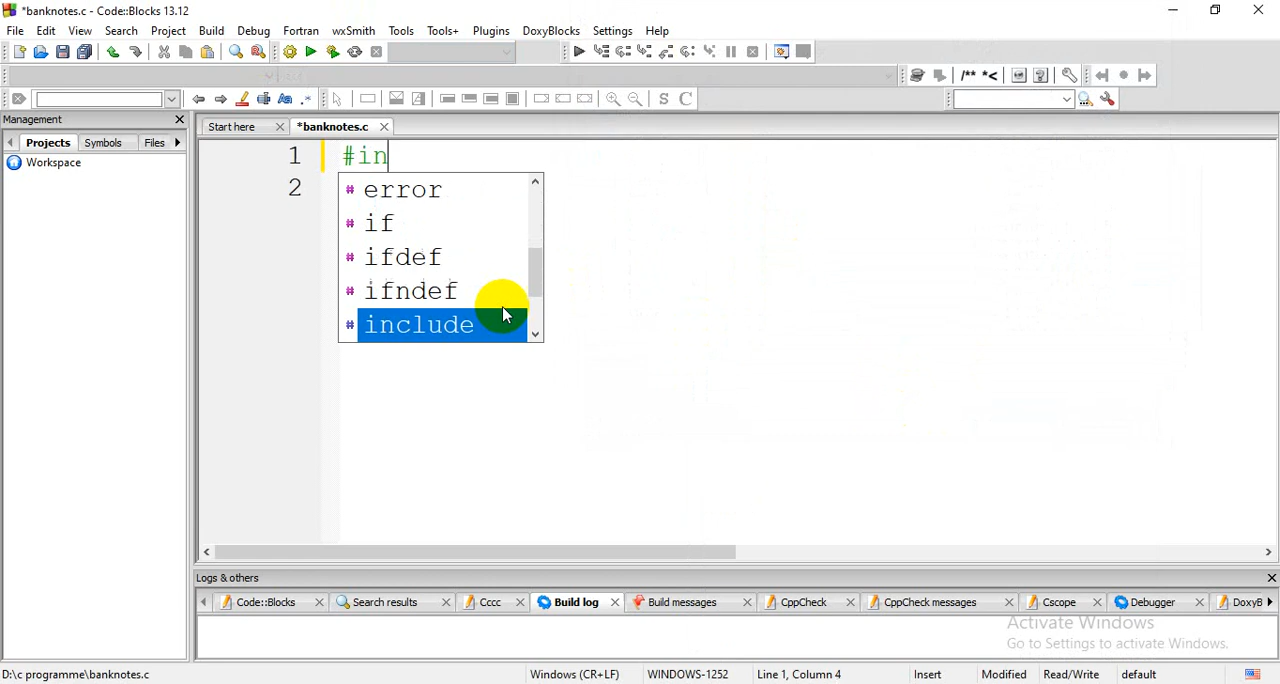 *banknotes.c - Code::Blocks 13.12
File Edit View Search Project Build Debug Fortran wxSmith Tools Tools+ Plugins DoxyBlocks Settings Help
/** *<
S C
Management
Projects Symbols Files
Workspace
Start here *banknotes.c
1 #in
2
# error
# if
# ifdef
# ifndef
# include
Logs & others
Code::Blocks Search results Cccc Build log Build messages CppCheck CppCheck messages Cscope Debugger DoxyB
Activate Windows
Go to Settings to activate Windows.
D:\c programme\banknotes.c Windows (CR+LF) WINDOWS-1252 Line 1, Column 4 Insert Modified Read/Write default